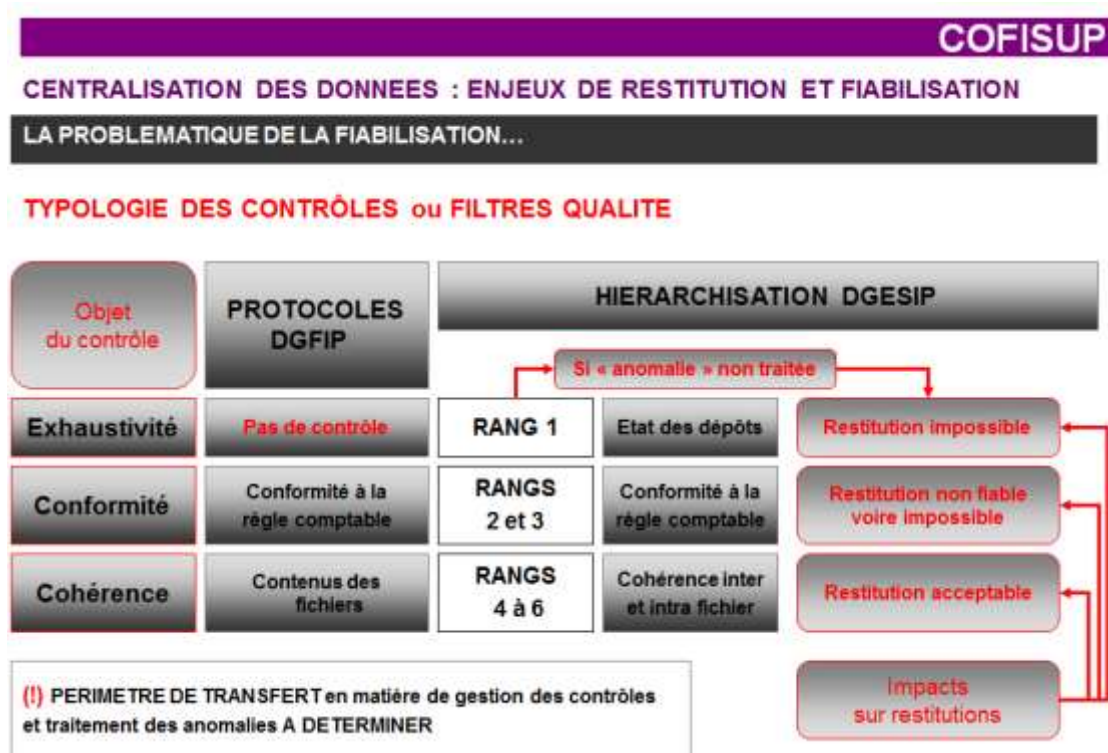 COFISUP
CENTRALISATION DES DONNEES : ENJEUX DE RESTITUTION ET FIABILISATION
LA PROBLEMATIQUE DE LA FIABILISATION...
TYPOLOGIE DES CONTRÔLES ou FILTRES QUALITE
Objet
du contrôle
PROTOCOLES
DGFIP
HIERARCHISATION DGESIP
Si « anomalie » non traitée
Exhaustivité
Pas de contrôle
RANG 1
Etat des dépôts
Restitution impossible
Conformité
Conformité à la
règle comptable
RANGS
2 et 3
Conformité à la
règle comptable
Restitution non fiable
voire impossible
Cohérence
Contenus des
fichiers
RANGS
4 à 6
Cohérence inter
et intra fichier
Restitution acceptable
(!) PERIMETRE DE TRANSFERT en matière de gestion des contrôles
et traitement des anomalies A DETERMINER
Impacts
sur restitutions